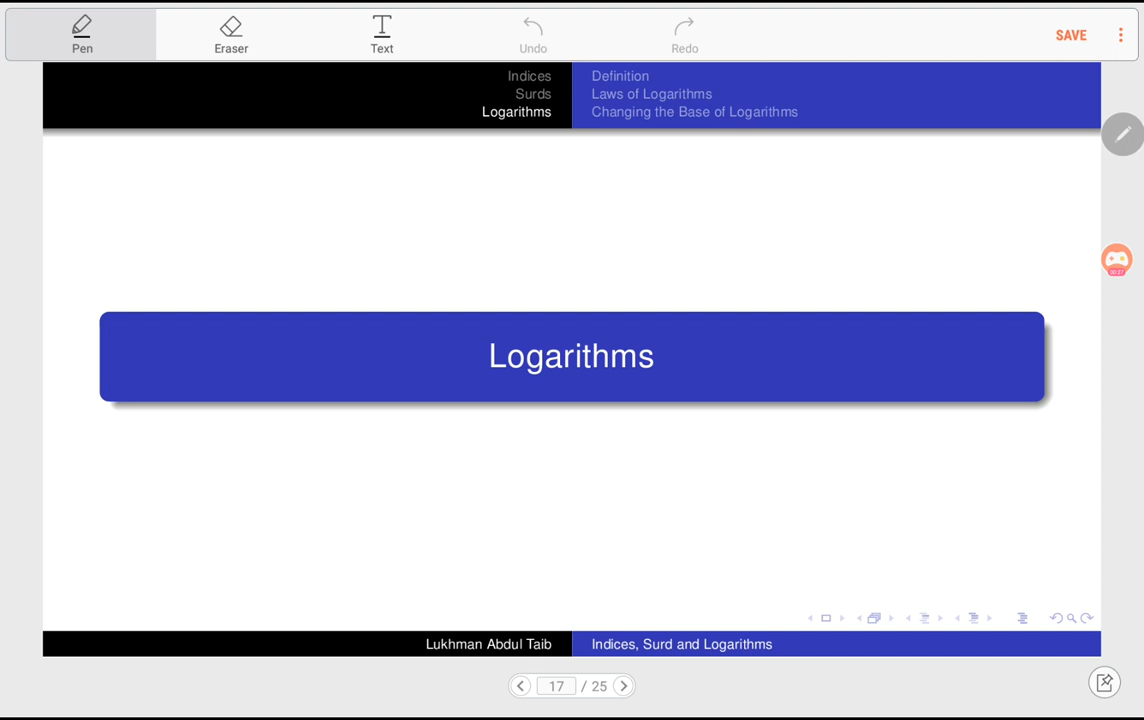 Pen
Eraser
Text
Undo
Redo
SAVE
Indices
Surds
Logarithms
Definition
Laws of Logarithms
Changing the Base of Logarithms
Logarithms
Lukhman Abdul Taib
Indices, Surd and Logarithms
17 / 25